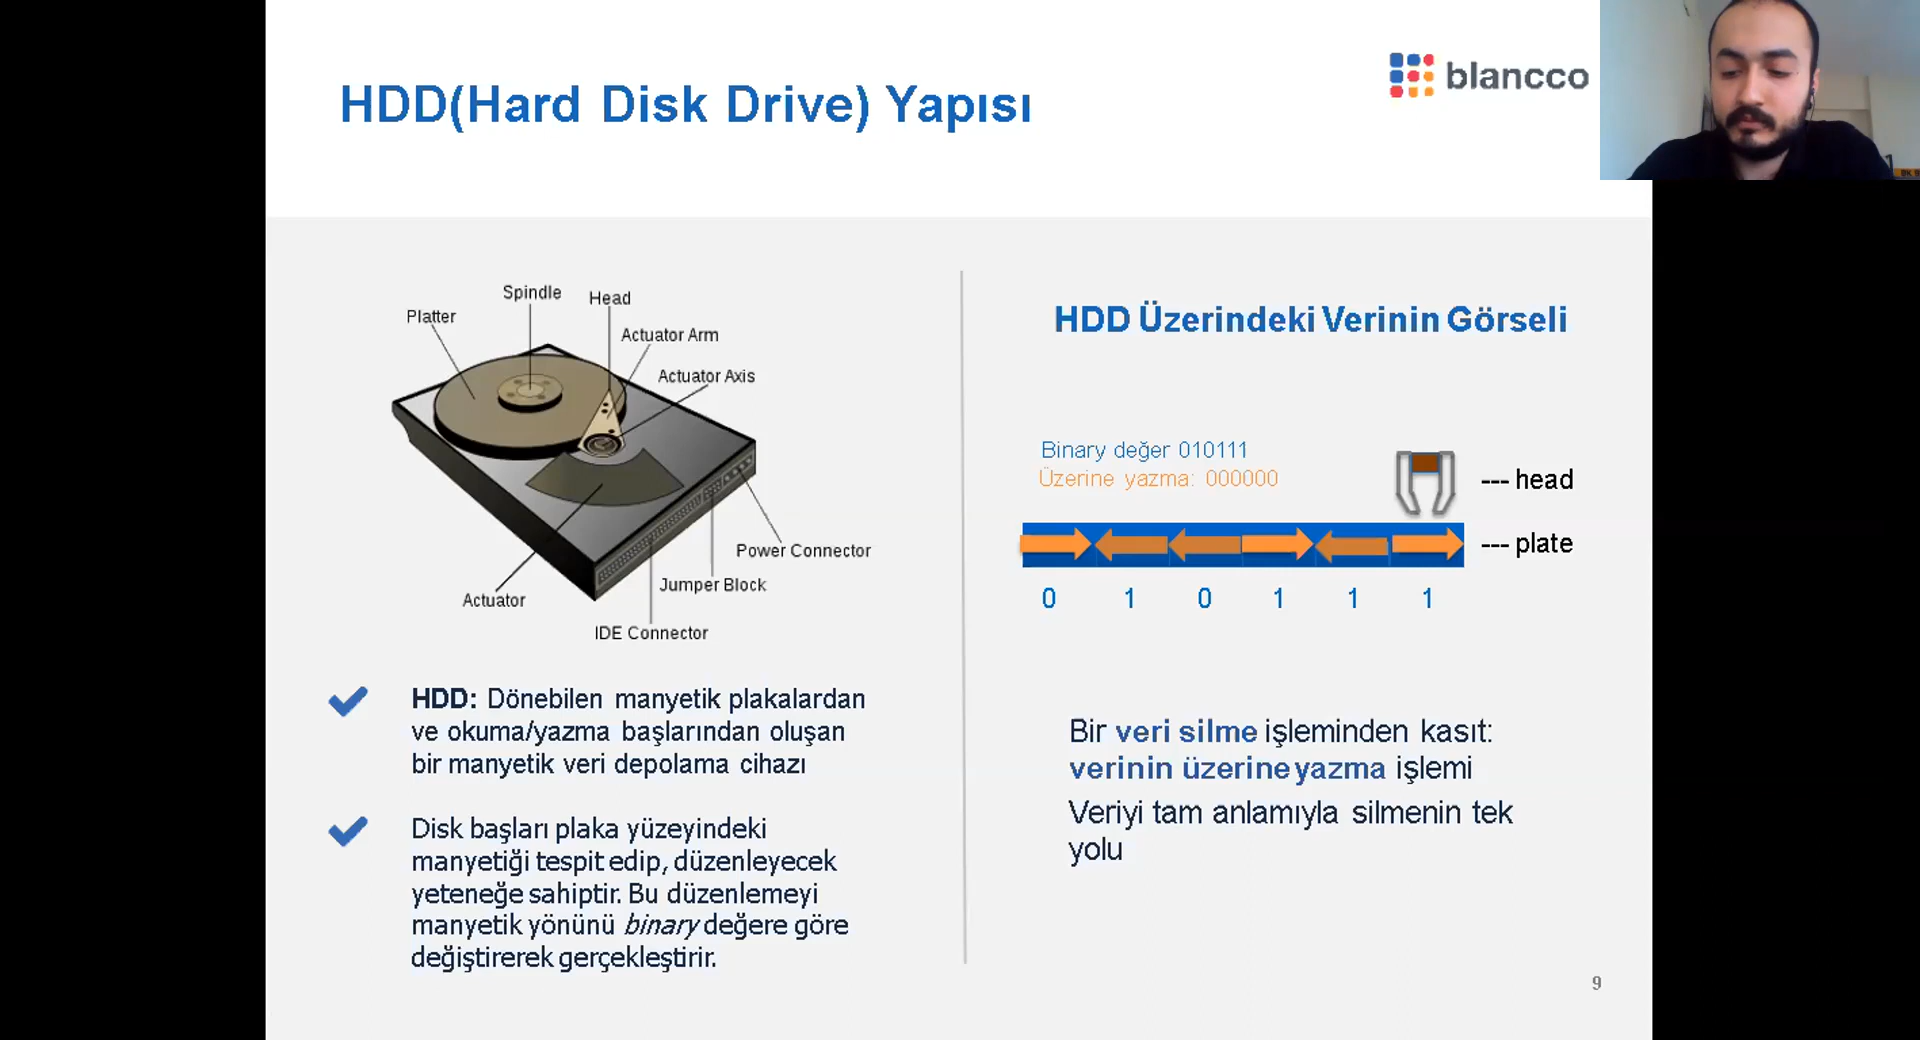 HDD(Hard Disk Drive) Yapısı
blancco
Spindle
Head
Platter
Actuator Arm
Actuator Axis
Power Connector
Jumper Block
Actuator
IDE Connector
HDD: Dönebilen manyetik plakalardan
ve okuma/yazma başlarından oluşan
bir manyetik veri depolama cihazı
Disk başları plaka yüzeyindeki
manyetiği tespit edip, düzenleyecek
yeteneğe sahiptir. Bu düzenlemeyi
manyetik yönünü binary değere göre
değiştirerek gerçekleştirir.
HDD Üzerindeki Verinin Görseli
Binary değer 010111
Üzerine yazma: 000000
--- head
--- plate
0 1 0 1 1 1
Bir veri silme işleminden kasıt:
verinin üzerine yazma işlemi
Veriyi tam anlamıyla silmenin tek
yolu
9